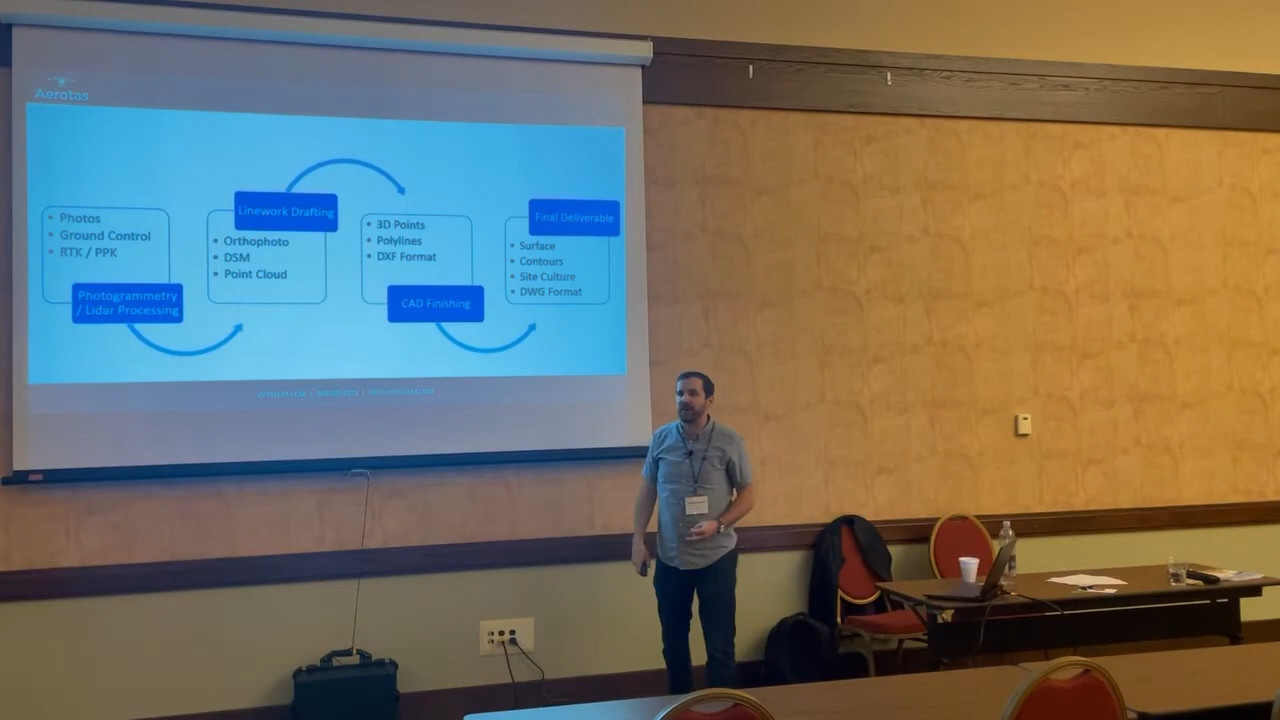 Aerotas
• Photos
• Ground Control
• RTK / PPK
Photogrammetry
/ Lidar Processing
Linework Drafting
• Orthophoto
• DSM
• Point Cloud
• 3D Points
• Polylines
• DXF Format
CAD Finishing
Final Deliverable
• Surface
• Contours
• Site Culture
• DWG Format